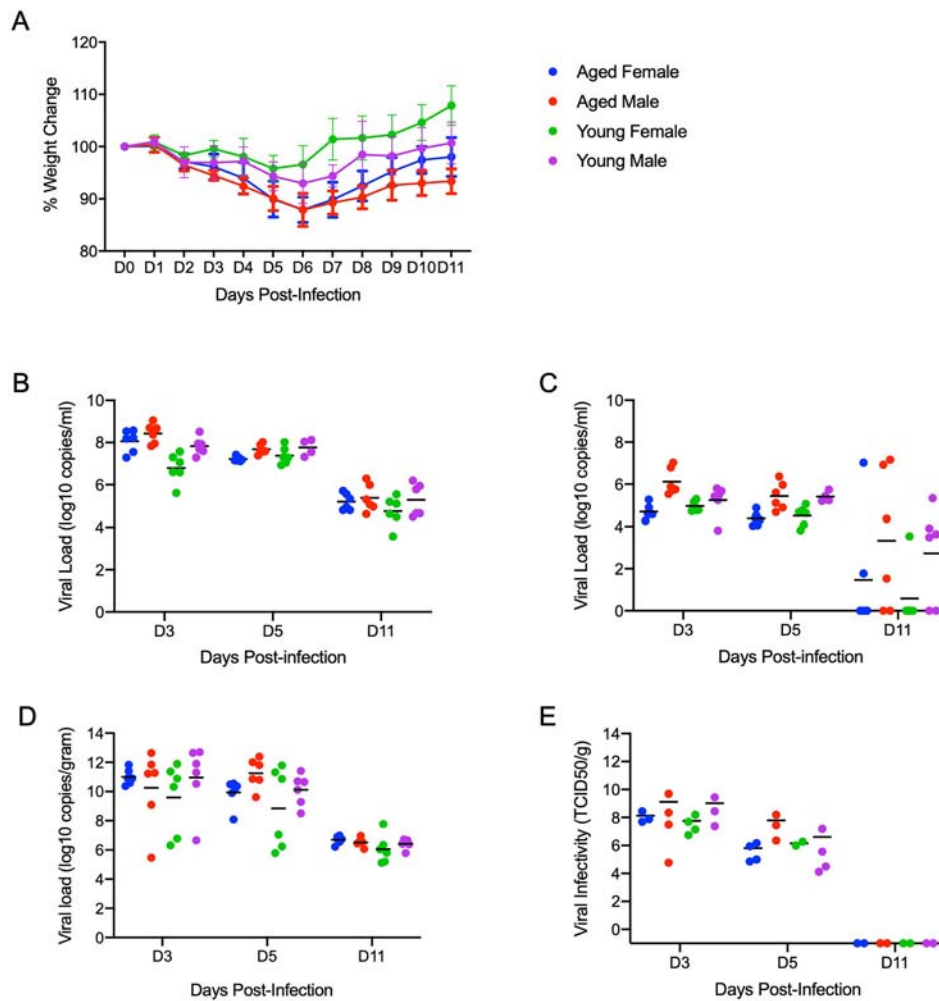 A
% Weight Change
120
110
100
90
80
D0 D1 D2 D3 D4 D5 D6 D7 D8 D9 D10 D11
Days Post-Infection
Aged Female
Aged Male
Young Female
Young Male
B
Viral Load (log10 copies/ml)
10
8
6
4
2
0
D3 D5 D11
Days Post-infection
C
Viral Load (log10 copies/ml)
10
8
6
4
2
0
D3 D5 D11
Days Post-infection
D
Viral load (log10 copies/gram)
14
12
10
8
6
4
2
0
D3 D5 D11
Days Post-Infection
E
Viral Infectivity (TCID50/g)
14
12
10
8
6
4
2
0
D3 D5 D11
Days Post-Infection